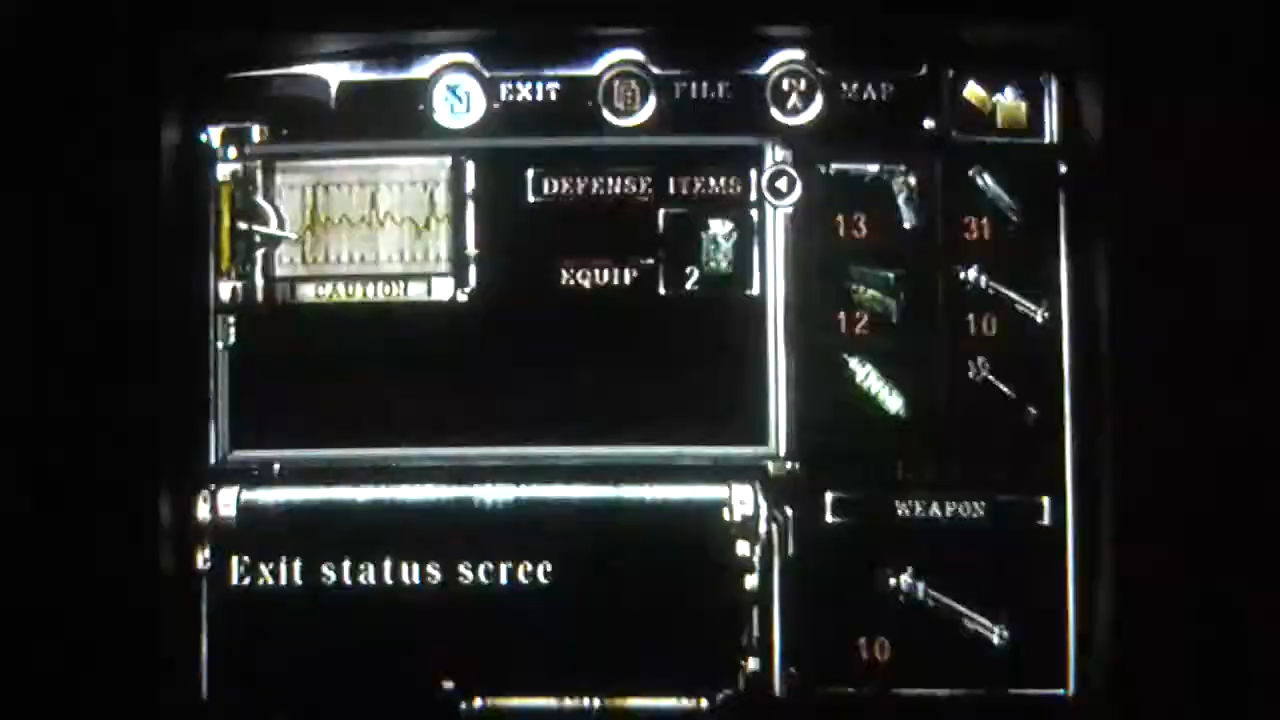 EXIT FILE MAP
DEFENSE ITEMS
EQUIP 2
CAUTION
13 31
12 10
WEAPON
10
Exit status scree